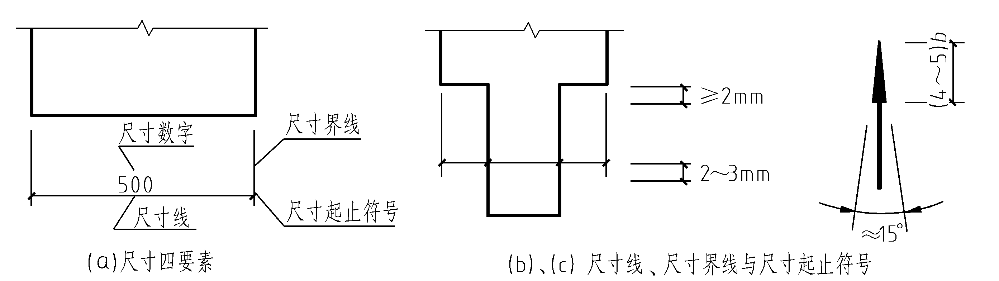 尺寸数字
尺寸界线
500
尺寸线
尺寸起止符号
(a)尺寸四要素
≥2mm
2~3mm
(4~5)b
≈15°
(b)、(c) 尺寸线、尺寸界线与尺寸起止符号